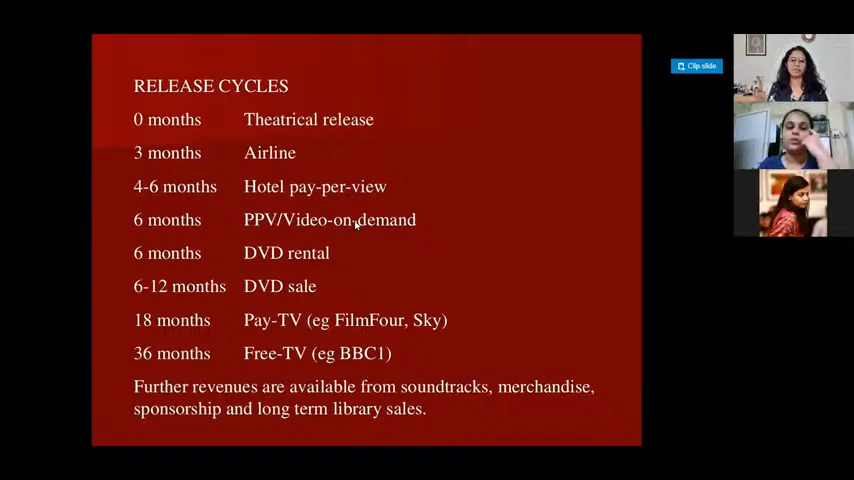 RELEASE CYCLES
0 months Theatrical release
3 months Airline
4-6 months Hotel pay-per-view
6 months PPV/Video-on-demand
6 months DVD rental
6-12 months DVD sale
18 months Pay-TV (eg FilmFour, Sky)
36 months Free-TV (eg BBC1)
Further revenues are available from soundtracks, merchandise,
sponsorship and long term library sales.
Clip slide